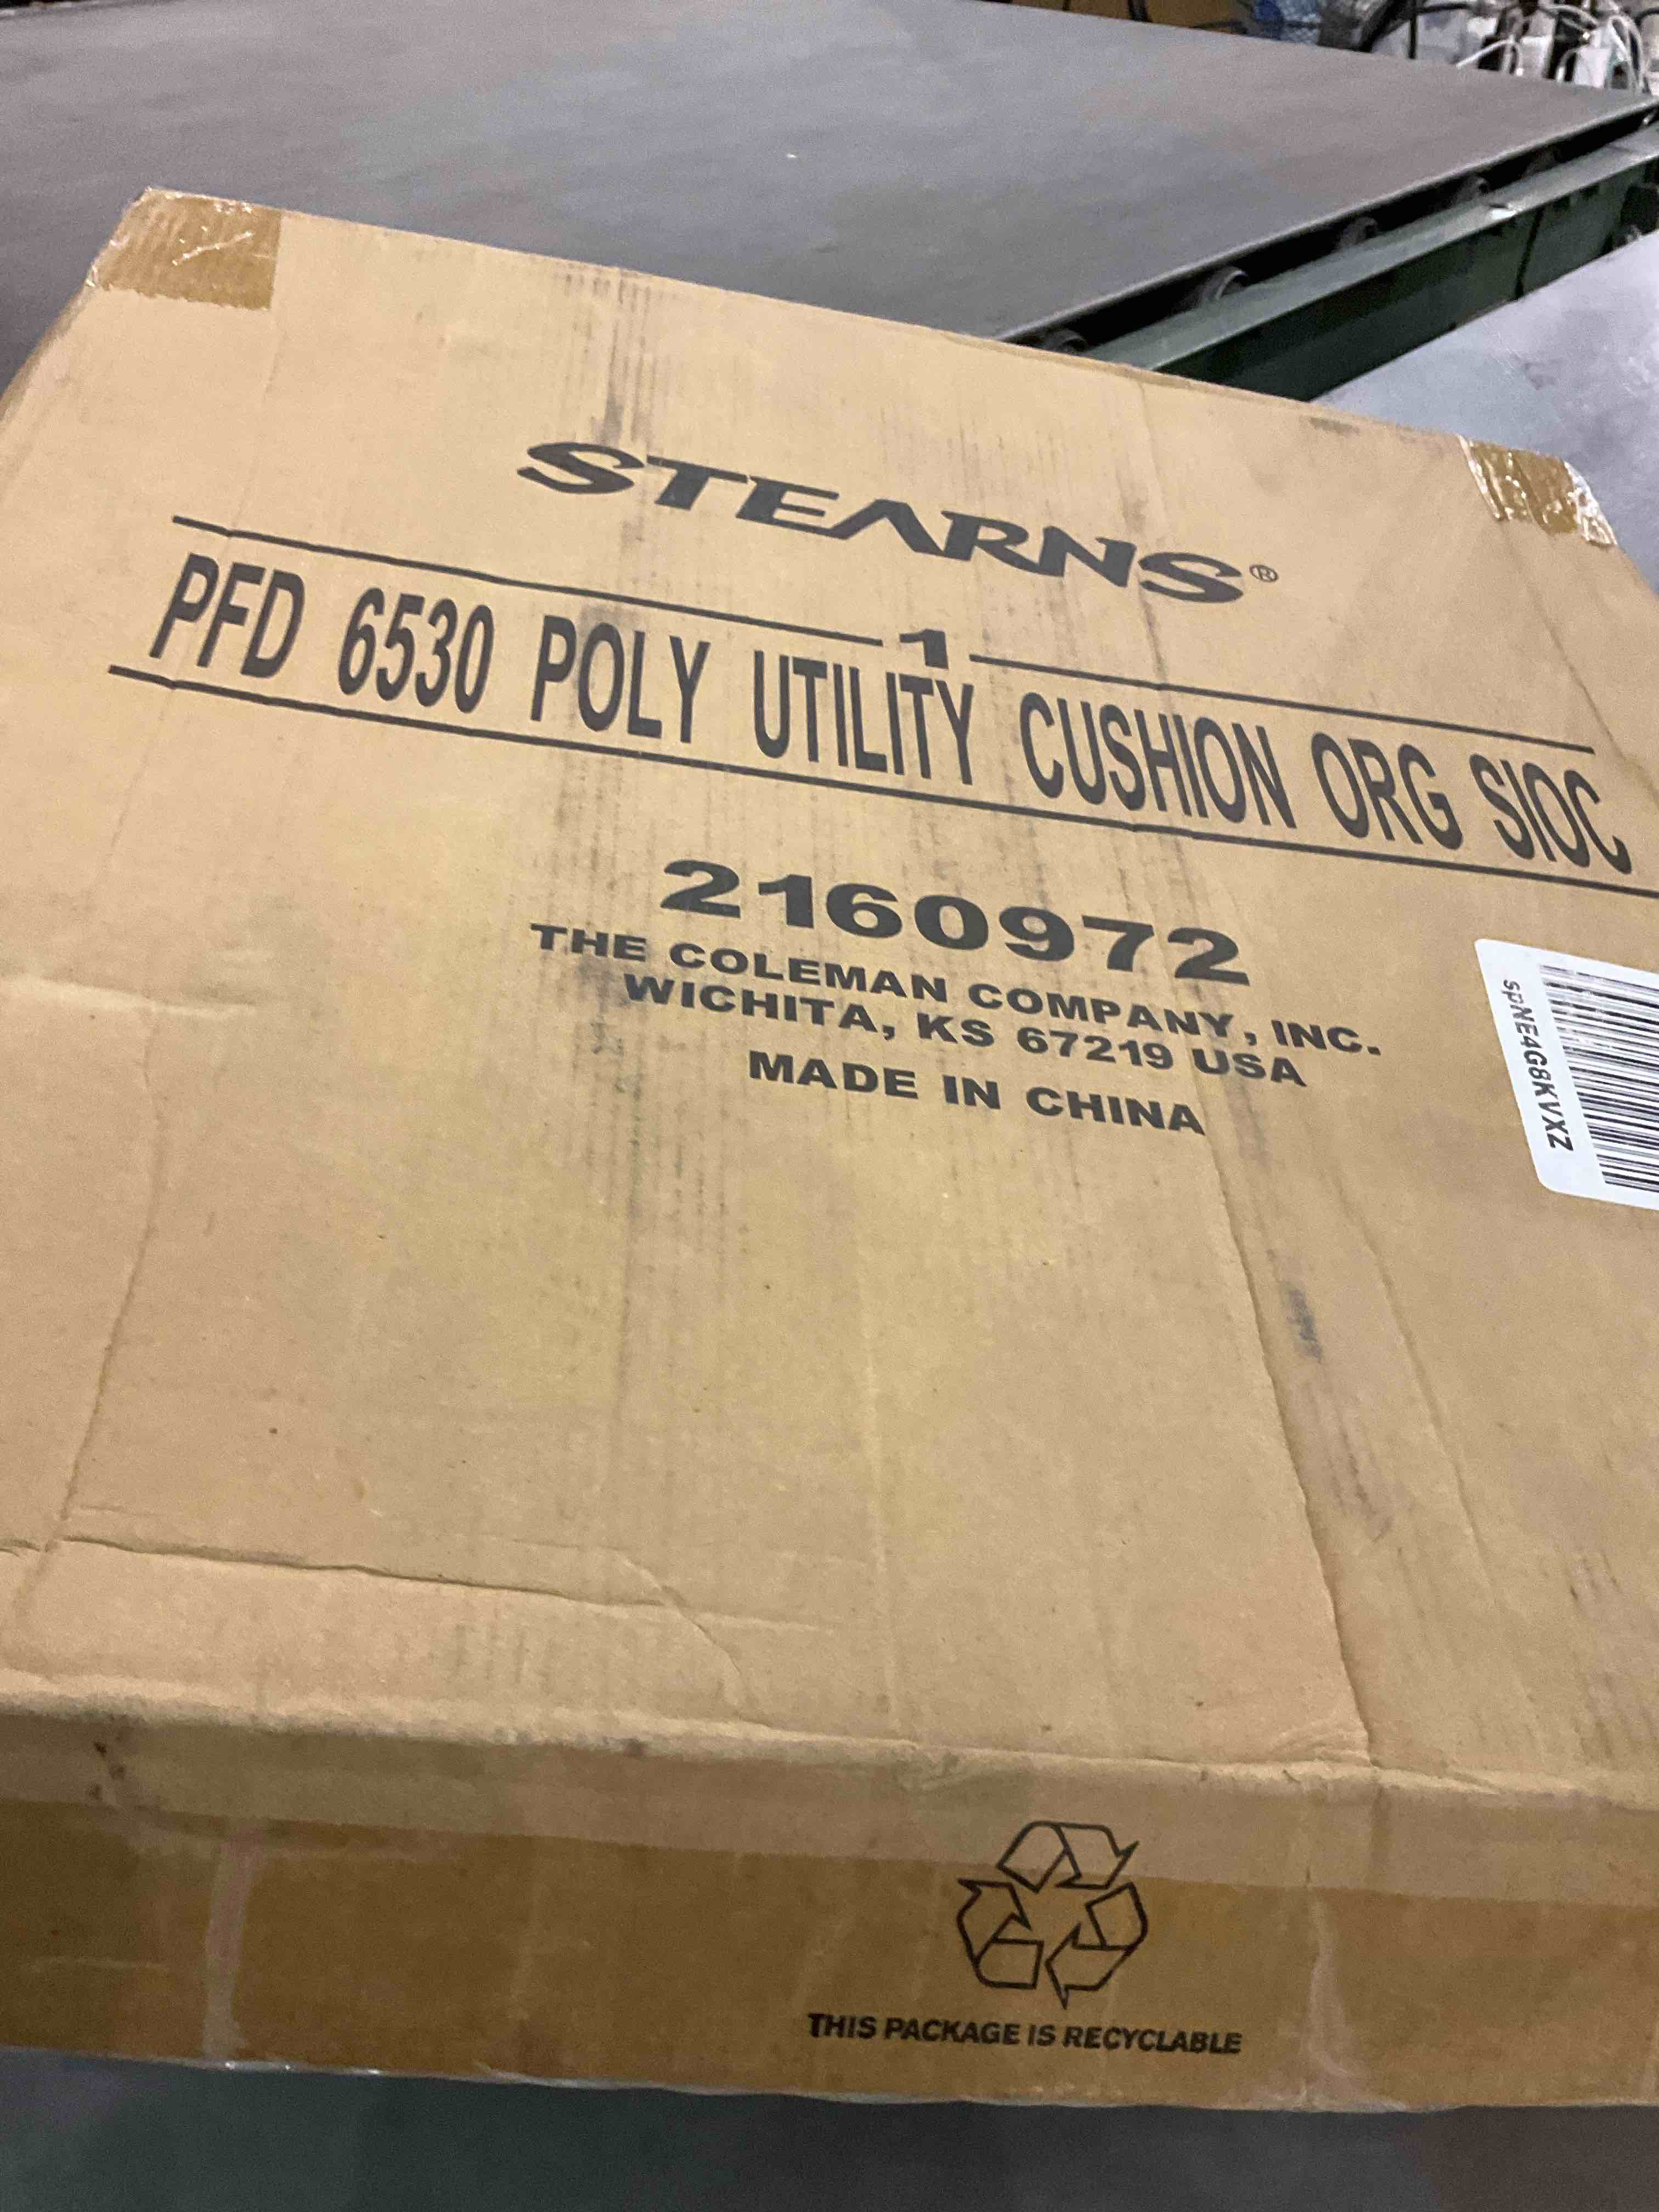 STEARNS®
1
PFD 6530 POLY UTILITY CUSHION ORG SIOC
2160972
THE COLEMAN COMPANY, INC.
WICHITA, KS 67219 USA
MADE IN CHINA
spNE4G8KVXZ
THIS PACKAGE IS RECYCLABLE